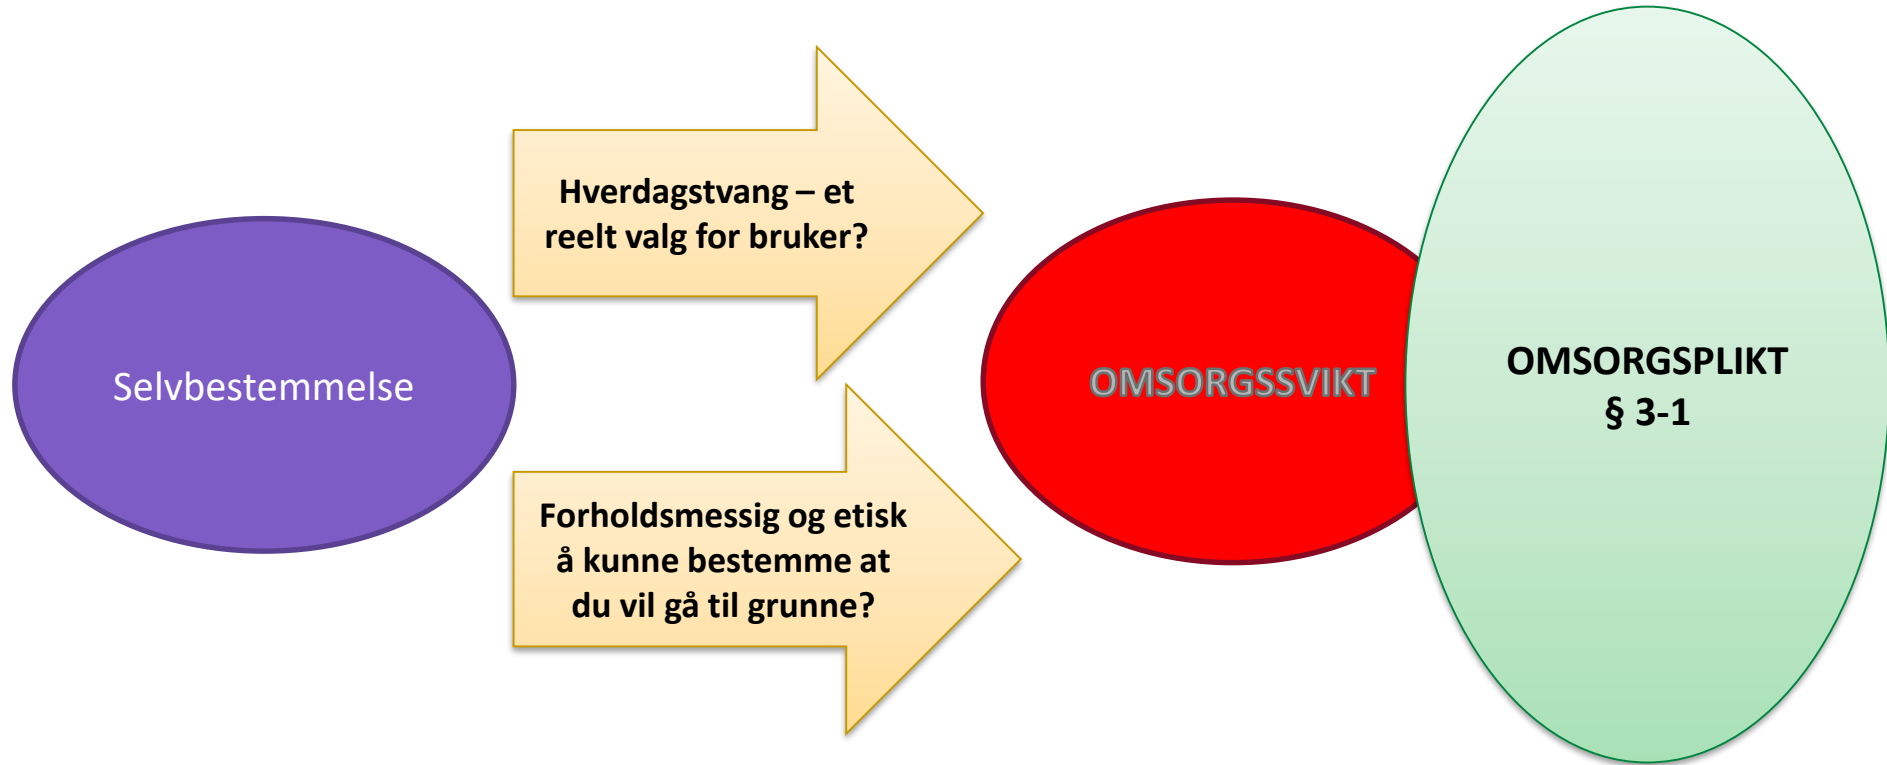 Selvbestemmelse
Hverdagstvang – et
reelt valg for bruker?
Forholdsmessig og etisk
å kunne bestemme at
du vil gå til grunne?
OMSORGSSVIKT
OMSORGSPLIKT
§ 3-1